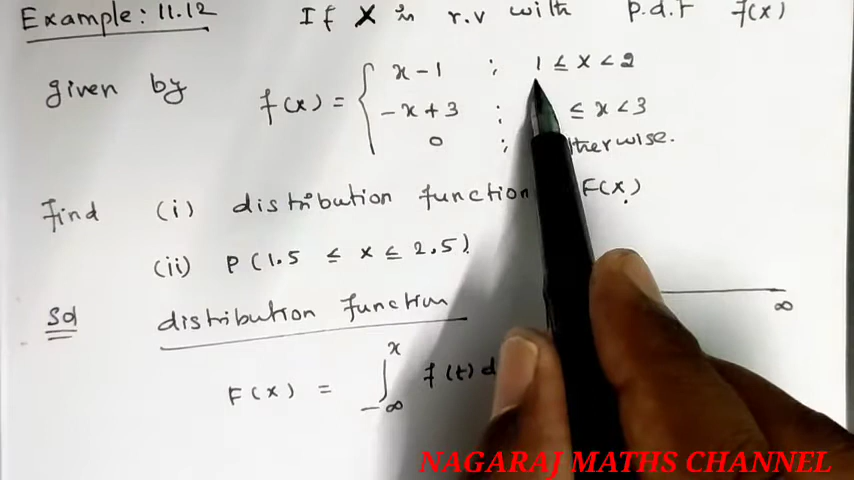 Example: 11.12 If X is r.v with p.d.f f(x)
given by
f(x) = { x - 1 ; 1 ≤ x < 2
- x + 3 ; ≤ x < 3
0 ; therwise.
Find (i) distribution function F(x)
(ii) P(1.5 ≤ x ≤ 2.5)
Sol distribution function
∞
F(x) = ∫ x -∞ f(t) d
NAGARAJ MATHS CHANNEL